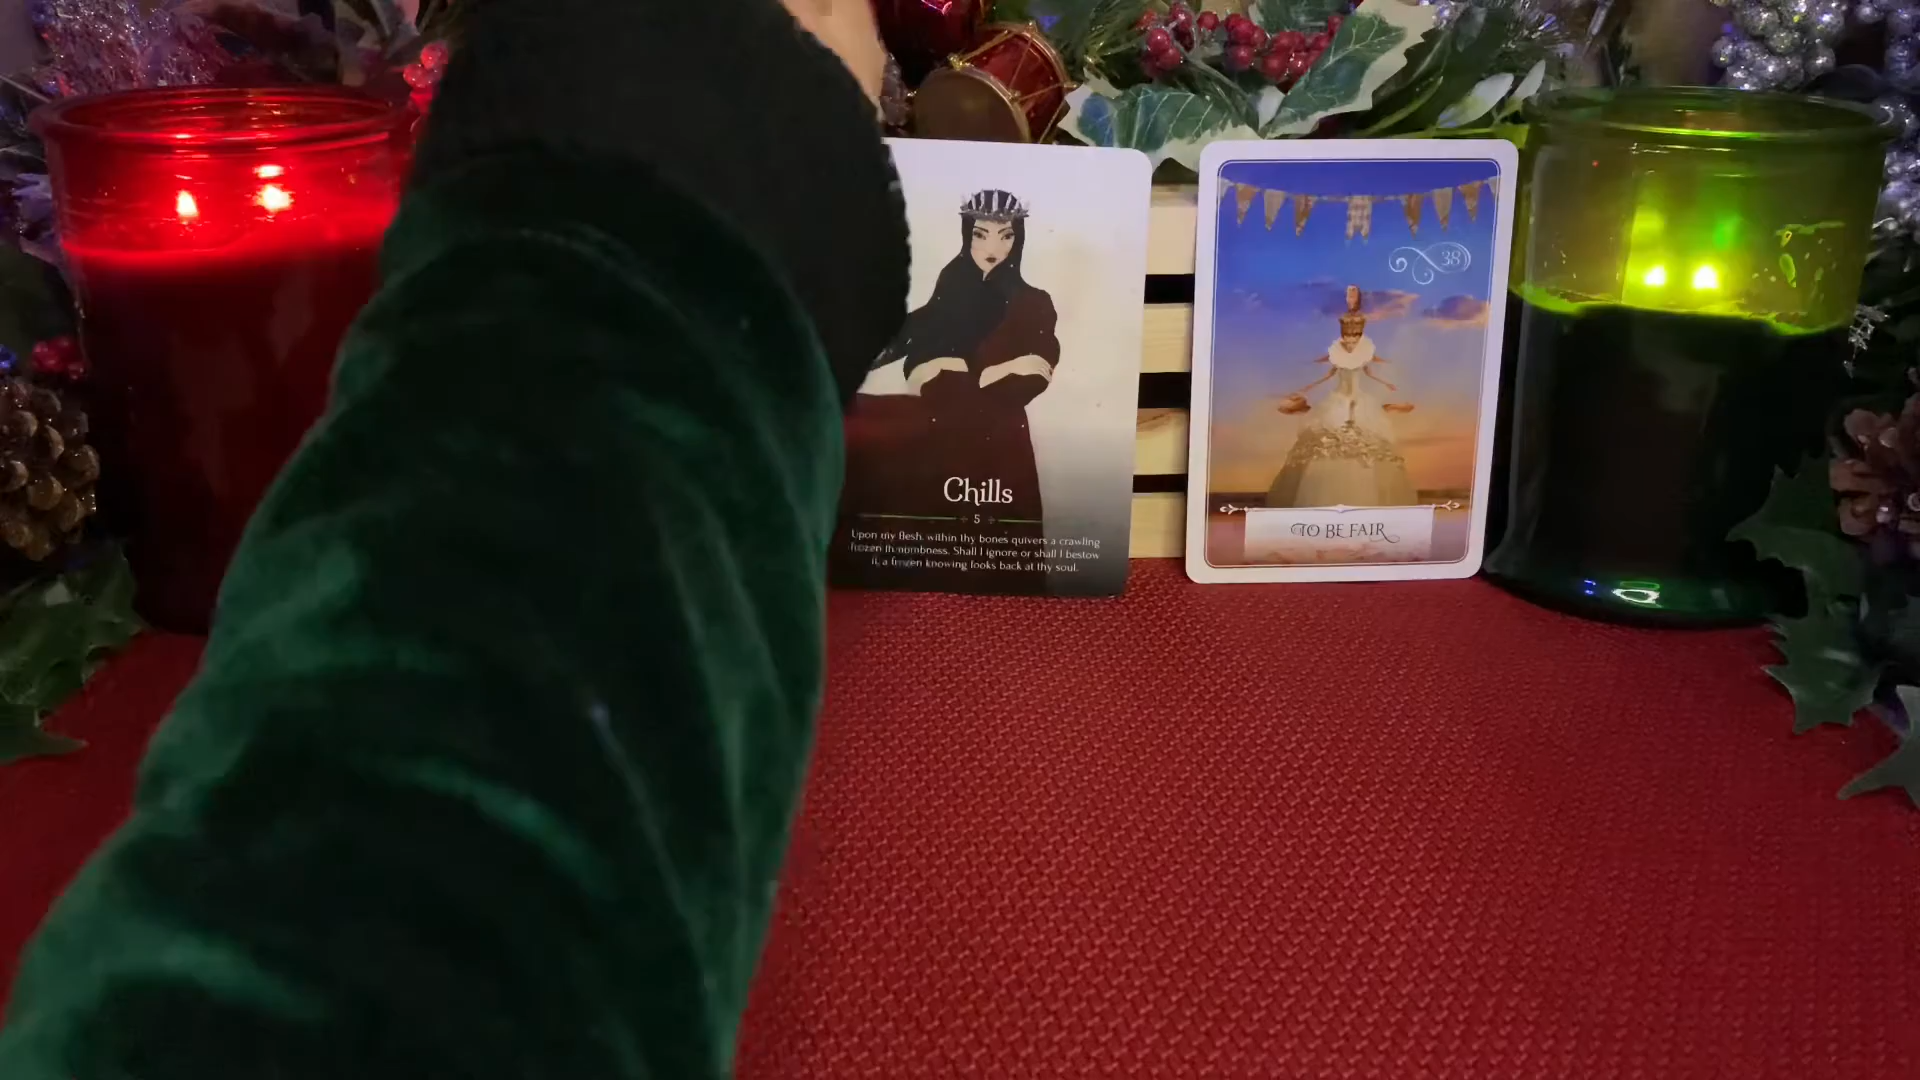 Chills
5
Upon my flesh, within thy bones quivers a crawling
frozen numbness. Shall I ignore or shall I bestow
it, a frozen knowing looks back at thy soul.
38
TO BE FAIR